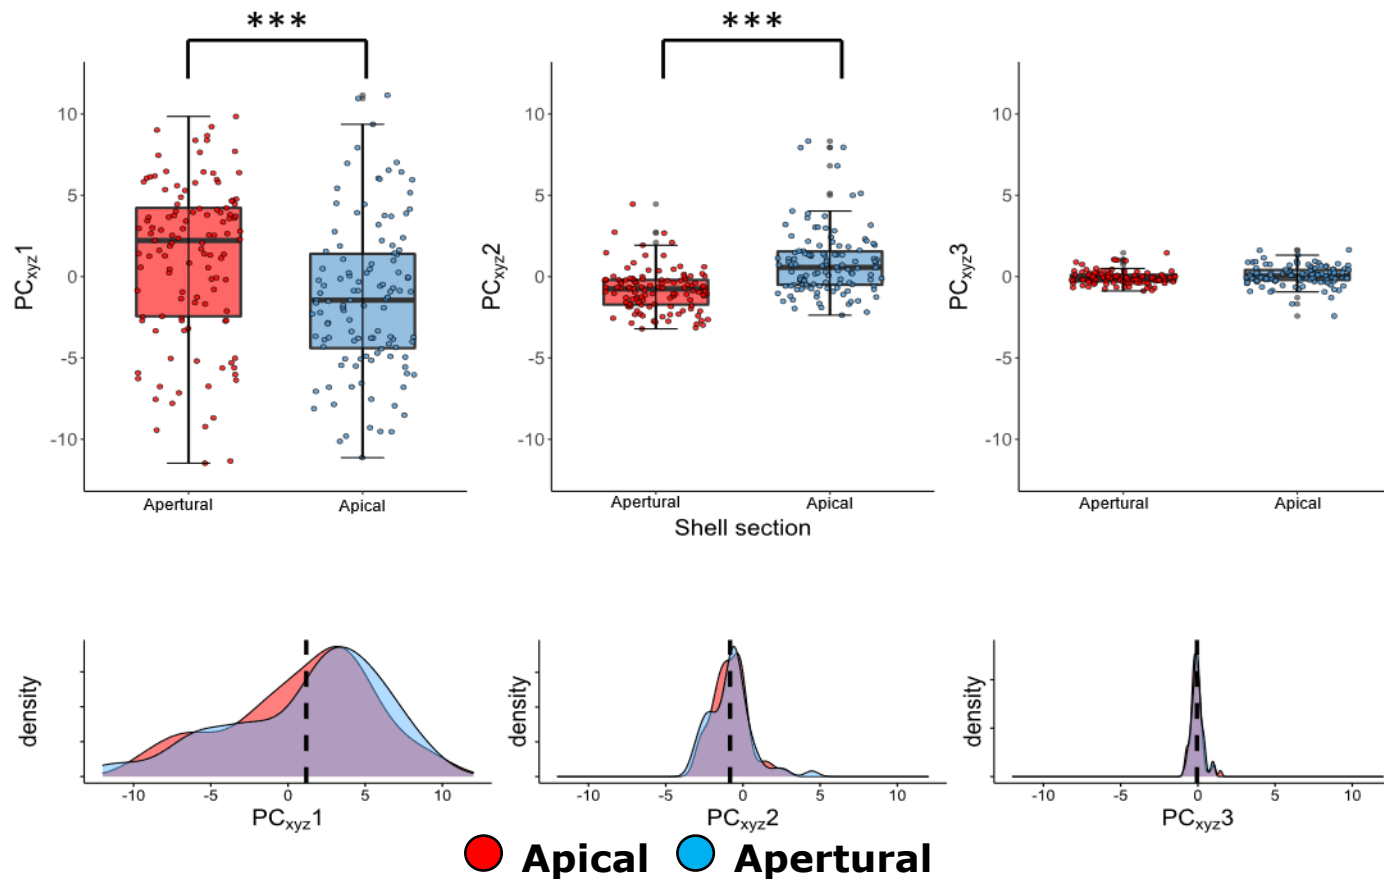 *** ***
10 10 10
5 5 5
0 0 0
-5 -5 -5
-10 -10 -10
PCxyz1 PCxyz2 PCxyz3
Apertural Apical Apertural Apical Apertural Apical
Shell section
density density density
-10 -5 0 5 10 -10 -5 0 5 10 -10 -5 0 5 10
PCxyz1 PCxyz2 PCxyz3
Apical Apertural